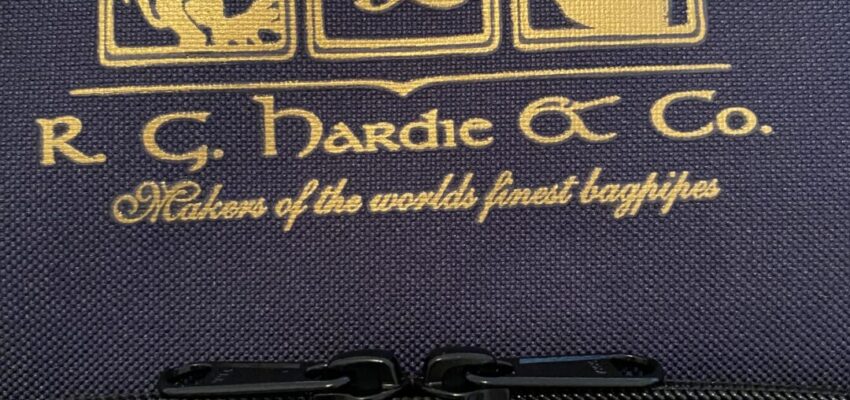 R. G. Hardie & Co.
Makers of the worlds finest bagpipes